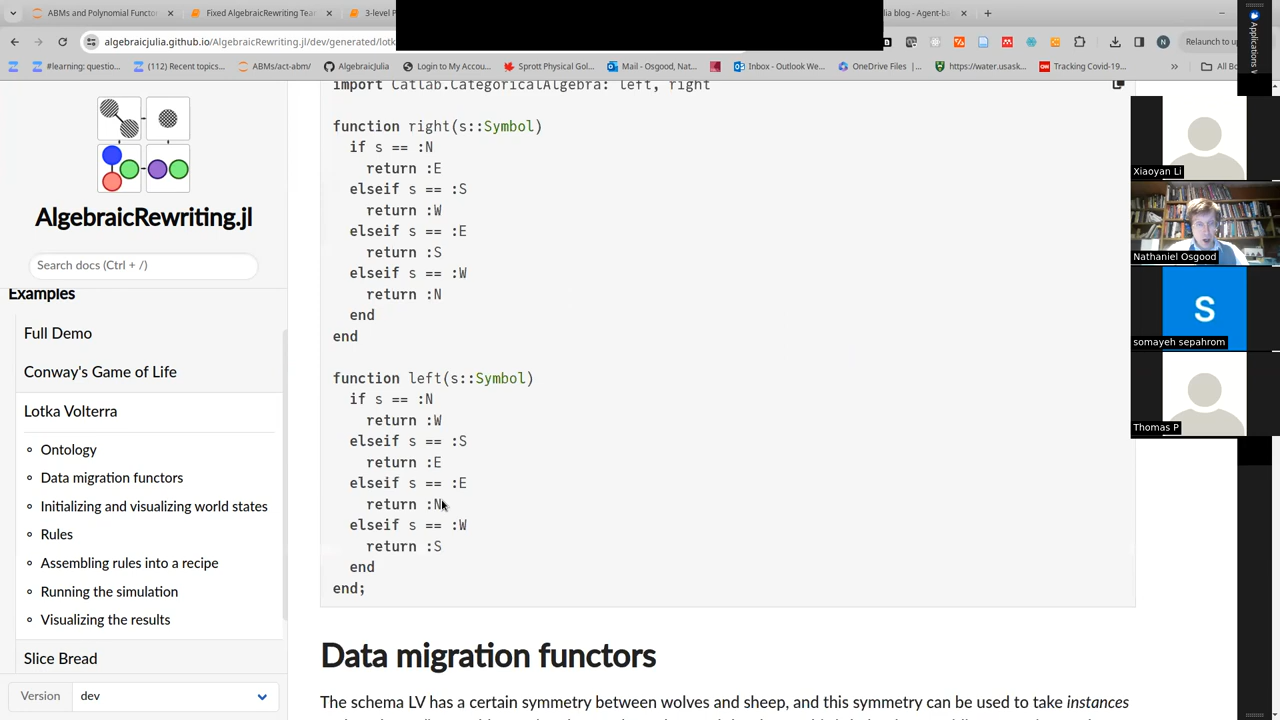 ABMs and Polynomial Functor
Fixed AlgebraicRewriting Tean
3-level P
lia blog - Agent-ba
algebraicjulia.github.io/AlgebraicRewriting.jl/dev/generated/lotk
N
Relaunch to u
#learning: questio...
(112) Recent topics...
ABMs/act-abm/
AlgebraicJulia
Login to My Accou...
Sprott Physical Gol...
Mail - Osgood, Nat...
Inbox - Outlook We...
OneDrive Files | ...
https://water.usask...
Tracking Covid-19...
All Bo
Applications
AlgebraicRewriting.jl
Search docs (Ctrl + /)
Examples
Full Demo
Conway's Game of Life
Lotka Volterra
Ontology
Data migration functors
Initializing and visualizing world states
Rules
Assembling rules into a recipe
Running the simulation
Visualizing the results
Slice Bread
Version dev
import Catlab.CategoricalAlgebra: left, right
function right(s::Symbol)
if s == :N
return :E
elseif s == :S
return :W
elseif s == :E
return :S
elseif s == :W
return :N
end
end
function left(s::Symbol)
if s == :N
return :W
elseif s == :S
return :E
elseif s == :E
return :N
elseif s == :W
return :S
end
end;
Data migration functors
The schema LV has a certain symmetry between wolves and sheep, and this symmetry can be used to take instances
Xiaoyan Li
Nathaniel Osgood
S
somayeh sepahrom
Thomas P